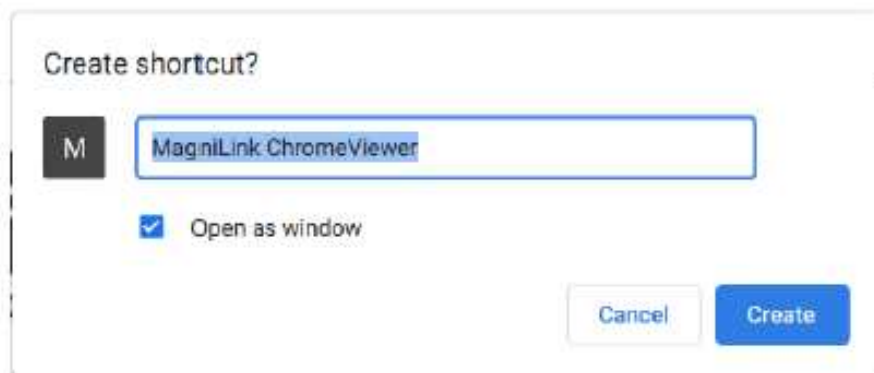 Create shortcut?
M
MagniLink ChromeViewer
Open as window
Cancel
Create